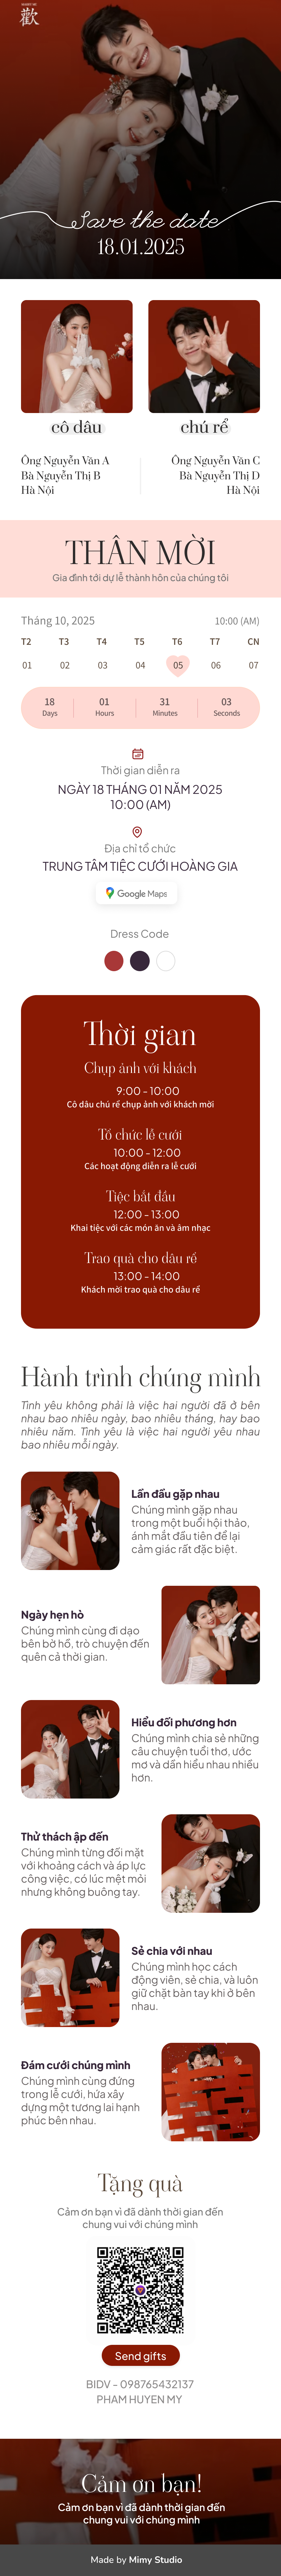 歡
Save the date
18.01.2025
cô dâu
chú rể
Ông Nguyễn Văn A
Bà Nguyễn Thị B
Hà Nội
Ông Nguyễn Văn C
Bà Nguyễn Thị D
Hà Nội
THÂN MỜI
Gia đình tới dự lễ thành hôn của chúng tôi
Tháng 10, 2025
10:00 (AM)
T2 T3 T4 T5 T6 T7 CN
01 02 03 04 05 06 07
18 01 31 03
Days Hours Minutes Seconds
Thời gian diễn ra
NGÀY 18 THÁNG 01 NĂM 2025
10:00 (AM)
Địa chỉ tổ chức
TRUNG TÂM TIỆC CƯỚI HOÀNG GIA
Google Maps
Dress Code
Thời gian
Chụp ảnh với khách
9:00 - 10:00
Cô dâu chú rể chụp ảnh với khách mời
Tổ chức lễ cưới
10:00 - 12:00
Các hoạt động diễn ra lễ cưới
Tiệc bắt đầu
12:00 - 13:00
Khai tiệc với các món ăn và âm nhạc
Trao quà cho dâu rể
13:00 - 14:00
Khách mời trao quà cho dâu rể
Hành trình chúng mình
Tình yêu không phải là việc hai người đã ở bên
nhau bao nhiêu ngày, bao nhiêu tháng, hay bao
nhiêu năm. Tình yêu là việc hai người yêu nhau
bao nhiêu mỗi ngày.
Lần đầu gặp nhau
Chúng mình gặp nhau
trong một buổi hội thảo,
ánh mắt đầu tiên để lại
cảm giác rất đặc biệt.
Ngày hẹn hò
Chúng mình cùng đi dạo
bên bờ hồ, trò chuyện đến
quên cả thời gian.
Hiểu đối phương hơn
Chúng mình chia sẻ những
câu chuyện tuổi thơ, ước
mơ và dần hiểu nhau nhiều
hơn.
Thử thách ập đến
Chúng mình từng đối mặt
với khoảng cách và áp lực
công việc, có lúc mệt mỏi
nhưng không buông tay.
Sẻ chia với nhau
Chúng mình học cách
động viên, sẻ chia, và luôn
giữ chặt bàn tay khi ở bên
nhau.
Đám cưới chúng mình
Chúng mình cùng đứng
trong lễ cưới, hứa xây
dựng một tương lai hạnh
phúc bên nhau.
Tặng quà
Cảm ơn bạn vì đã dành thời gian đến
chung vui với chúng mình
Send gifts
BIDV - 098765432137
PHAM HUYEN MY
Cảm ơn bạn!
Cảm ơn bạn vì đã dành thời gian đến
chung vui với chúng mình
Made by Mimy Studio